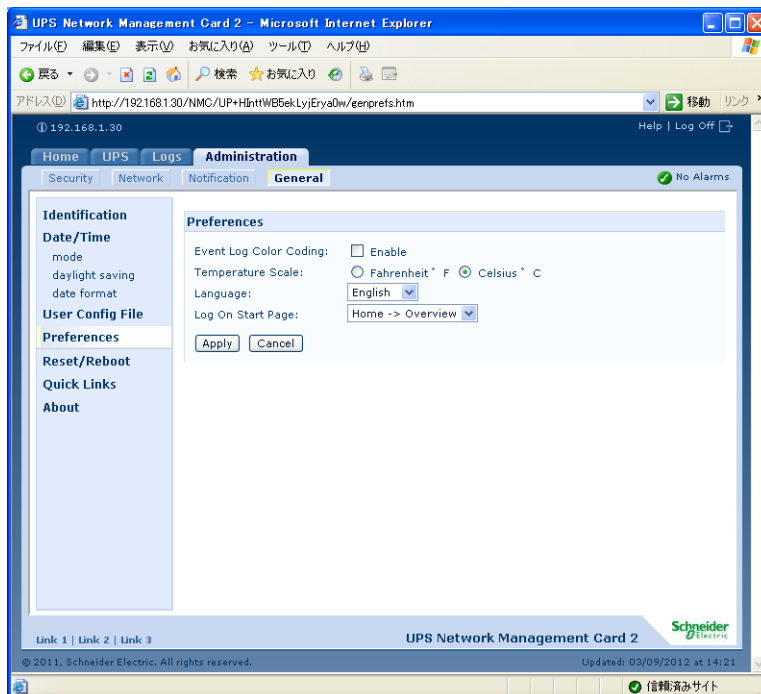 UPS Network Management Card 2 - Microsoft Internet Explorer
ファイル(F) 編集(E) 表示(V) お気に入り(A) ツール(T) ヘルプ(H)
戻る 検索 お気に入り
アドレス(D) http://192.168.1.30/NMC/UP+HInttWB5ekLyjErya0w/genprefs.htm 移動 リンク »
192.168.1.30 Help | Log Off
Home UPS Logs Administration
Security Network Notification General No Alarms
Identification
Date/Time
mode
daylight saving
date format
User Config File
Preferences
Reset/Reboot
Quick Links
About
Preferences
Event Log Color Coding: Enable
Temperature Scale: Fahrenheit° F Celsius° C
Language: English
Log On Start Page: Home -> Overview
Apply Cancel
Link 1 | Link 2 | Link 3
UPS Network Management Card 2
Schneider Electric
© 2011, Schneider Electric. All rights reserved.
Updated: 03/09/2012 at 14:21
信頼済みサイト